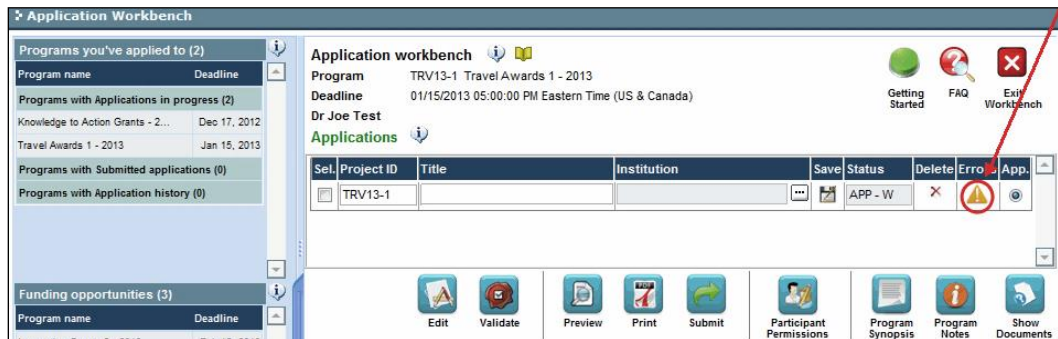 Application Workbench
Programs you've applied to (2)
Program name Deadline
Programs with Applications in progress (2)
Knowledge to Action Grants - 2... Dec 17, 2012
Travel Awards 1 - 2013 Jan 15, 2013
Programs with Submitted applications (0)
Programs with Application history (0)
Funding opportunities (3)
Program name Deadline
Application workbench
Program TRV13-1 Travel Awards 1 - 2013
Deadline 01/15/2013 05:00:00 PM Eastern Time (US & Canada)
Dr Joe Test
Applications
Getting Started
FAQ
Exit Workbench
Sel. Project ID Title Institution Save Status Delete Errors App.
TRV13-1 ... APP - W
Edit Validate Preview Print Submit Participant Permissions Program Synopsis Program Notes Show Documents